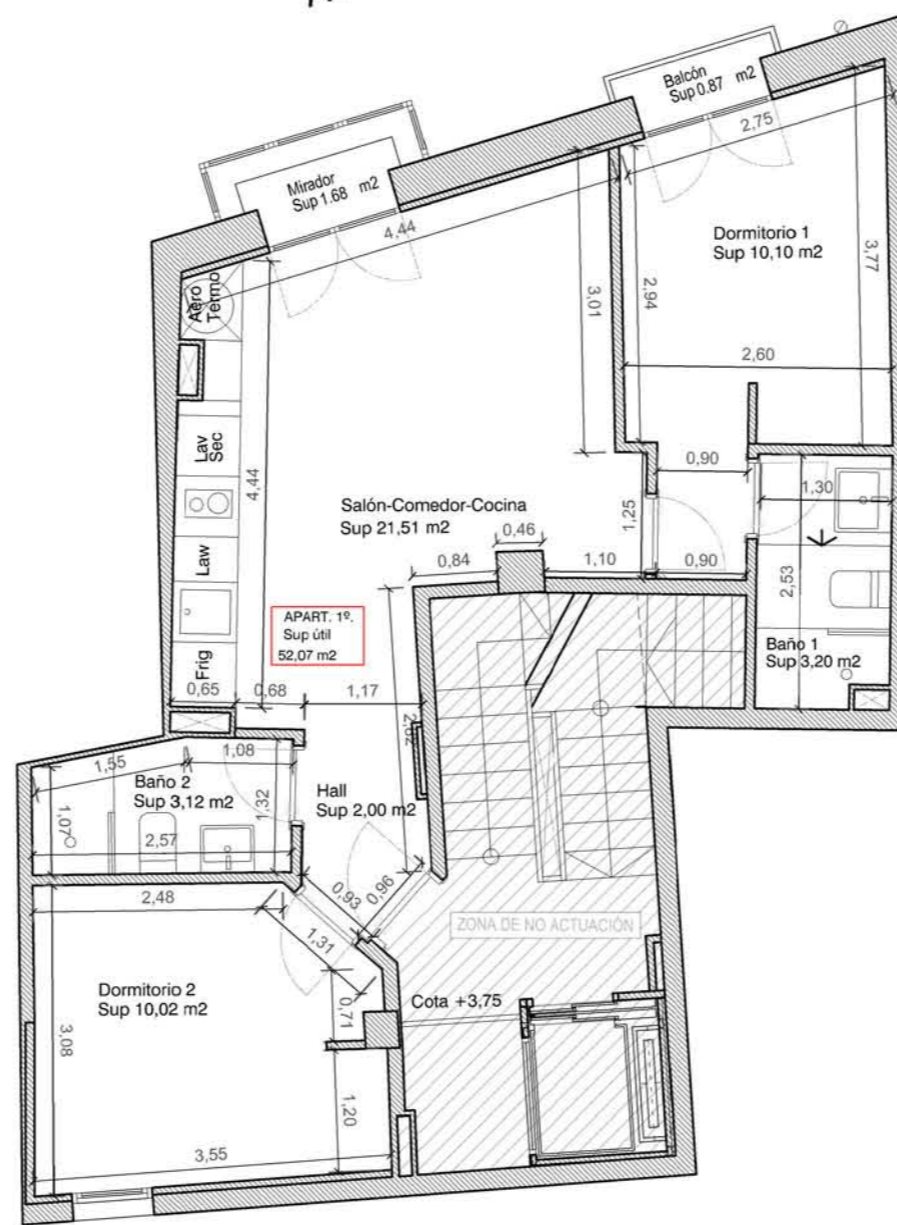 Balcón
Sup 0.87 m2
2,75
Mirador
Sup 1.68 m2
4,44
Dormitorio 1
Sup 10,10 m2
3,77
Aero
Termo
3,01
2,94
2,60
Lav
Sec
4,44
0,90
1,30
Salón-Comedor-Cocina
Sup 21,51 m2
1,25
0,46
0,84
1,10
0,90
2,53
Law
APART. 1º.
Sup útil
52,07 m2
Baño 1
Sup 3,20 m2
Frig
0,65
0,68
1,17
2,62
1,55
1,08
Baño 2
Sup 3,12 m2
1,32
1,07
2,57
Hall
Sup 2,00 m2
2,48
0,93
0,96
ZONA DE NO ACTUACIÓN
1,31
Dormitorio 2
Sup 10,02 m2
Cota +3,75
0,71
3,08
1,20
3,55